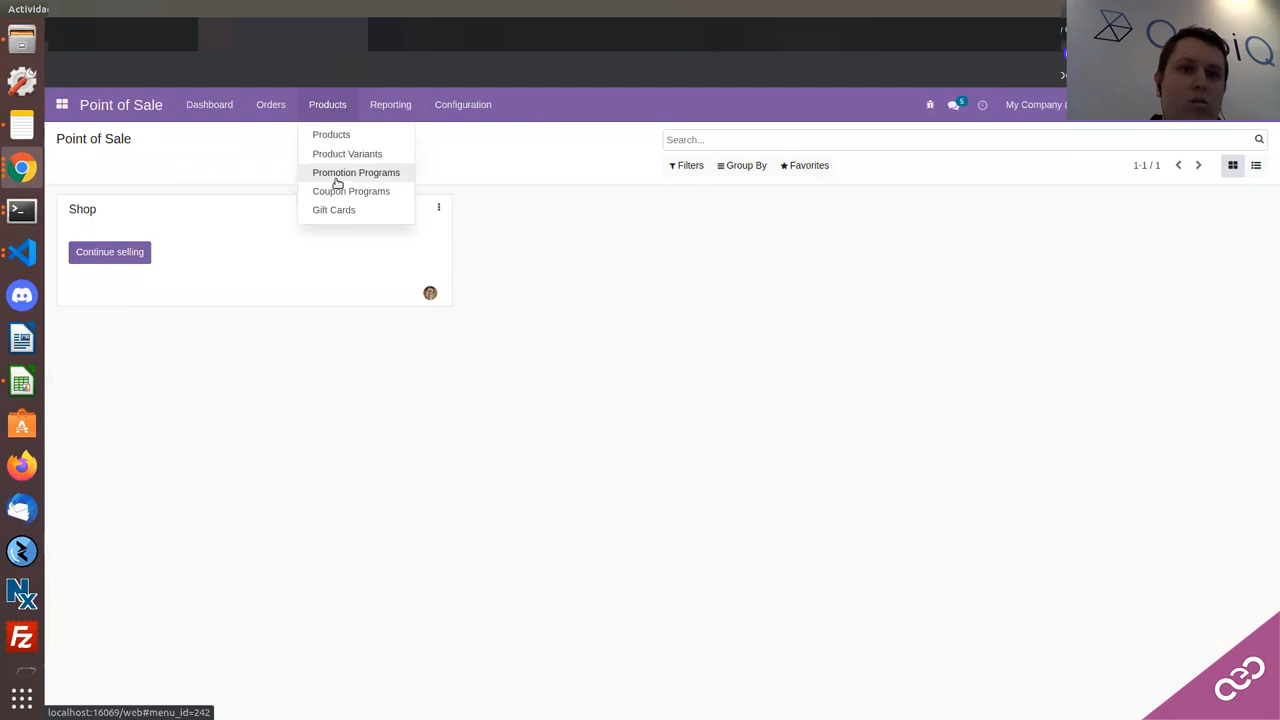 Actividad
Point of Sale
Dashboard
Orders
Products
Reporting
Configuration
5
My Company (
Point of Sale
Search...
Filters
Group By
Favorites
1-1 / 1
Products
Product Variants
Promotion Programs
Coupon Programs
Gift Cards
Shop
Continue selling
localhost:16069/web#menu_id=242